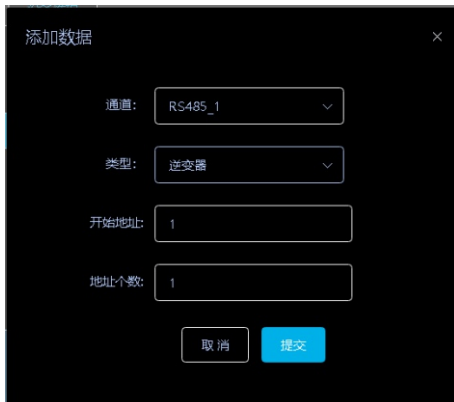 添加数据 ×
通道: RS485_1
类型: 逆变器
开始地址: 1
地址个数: 1
取 消 提交